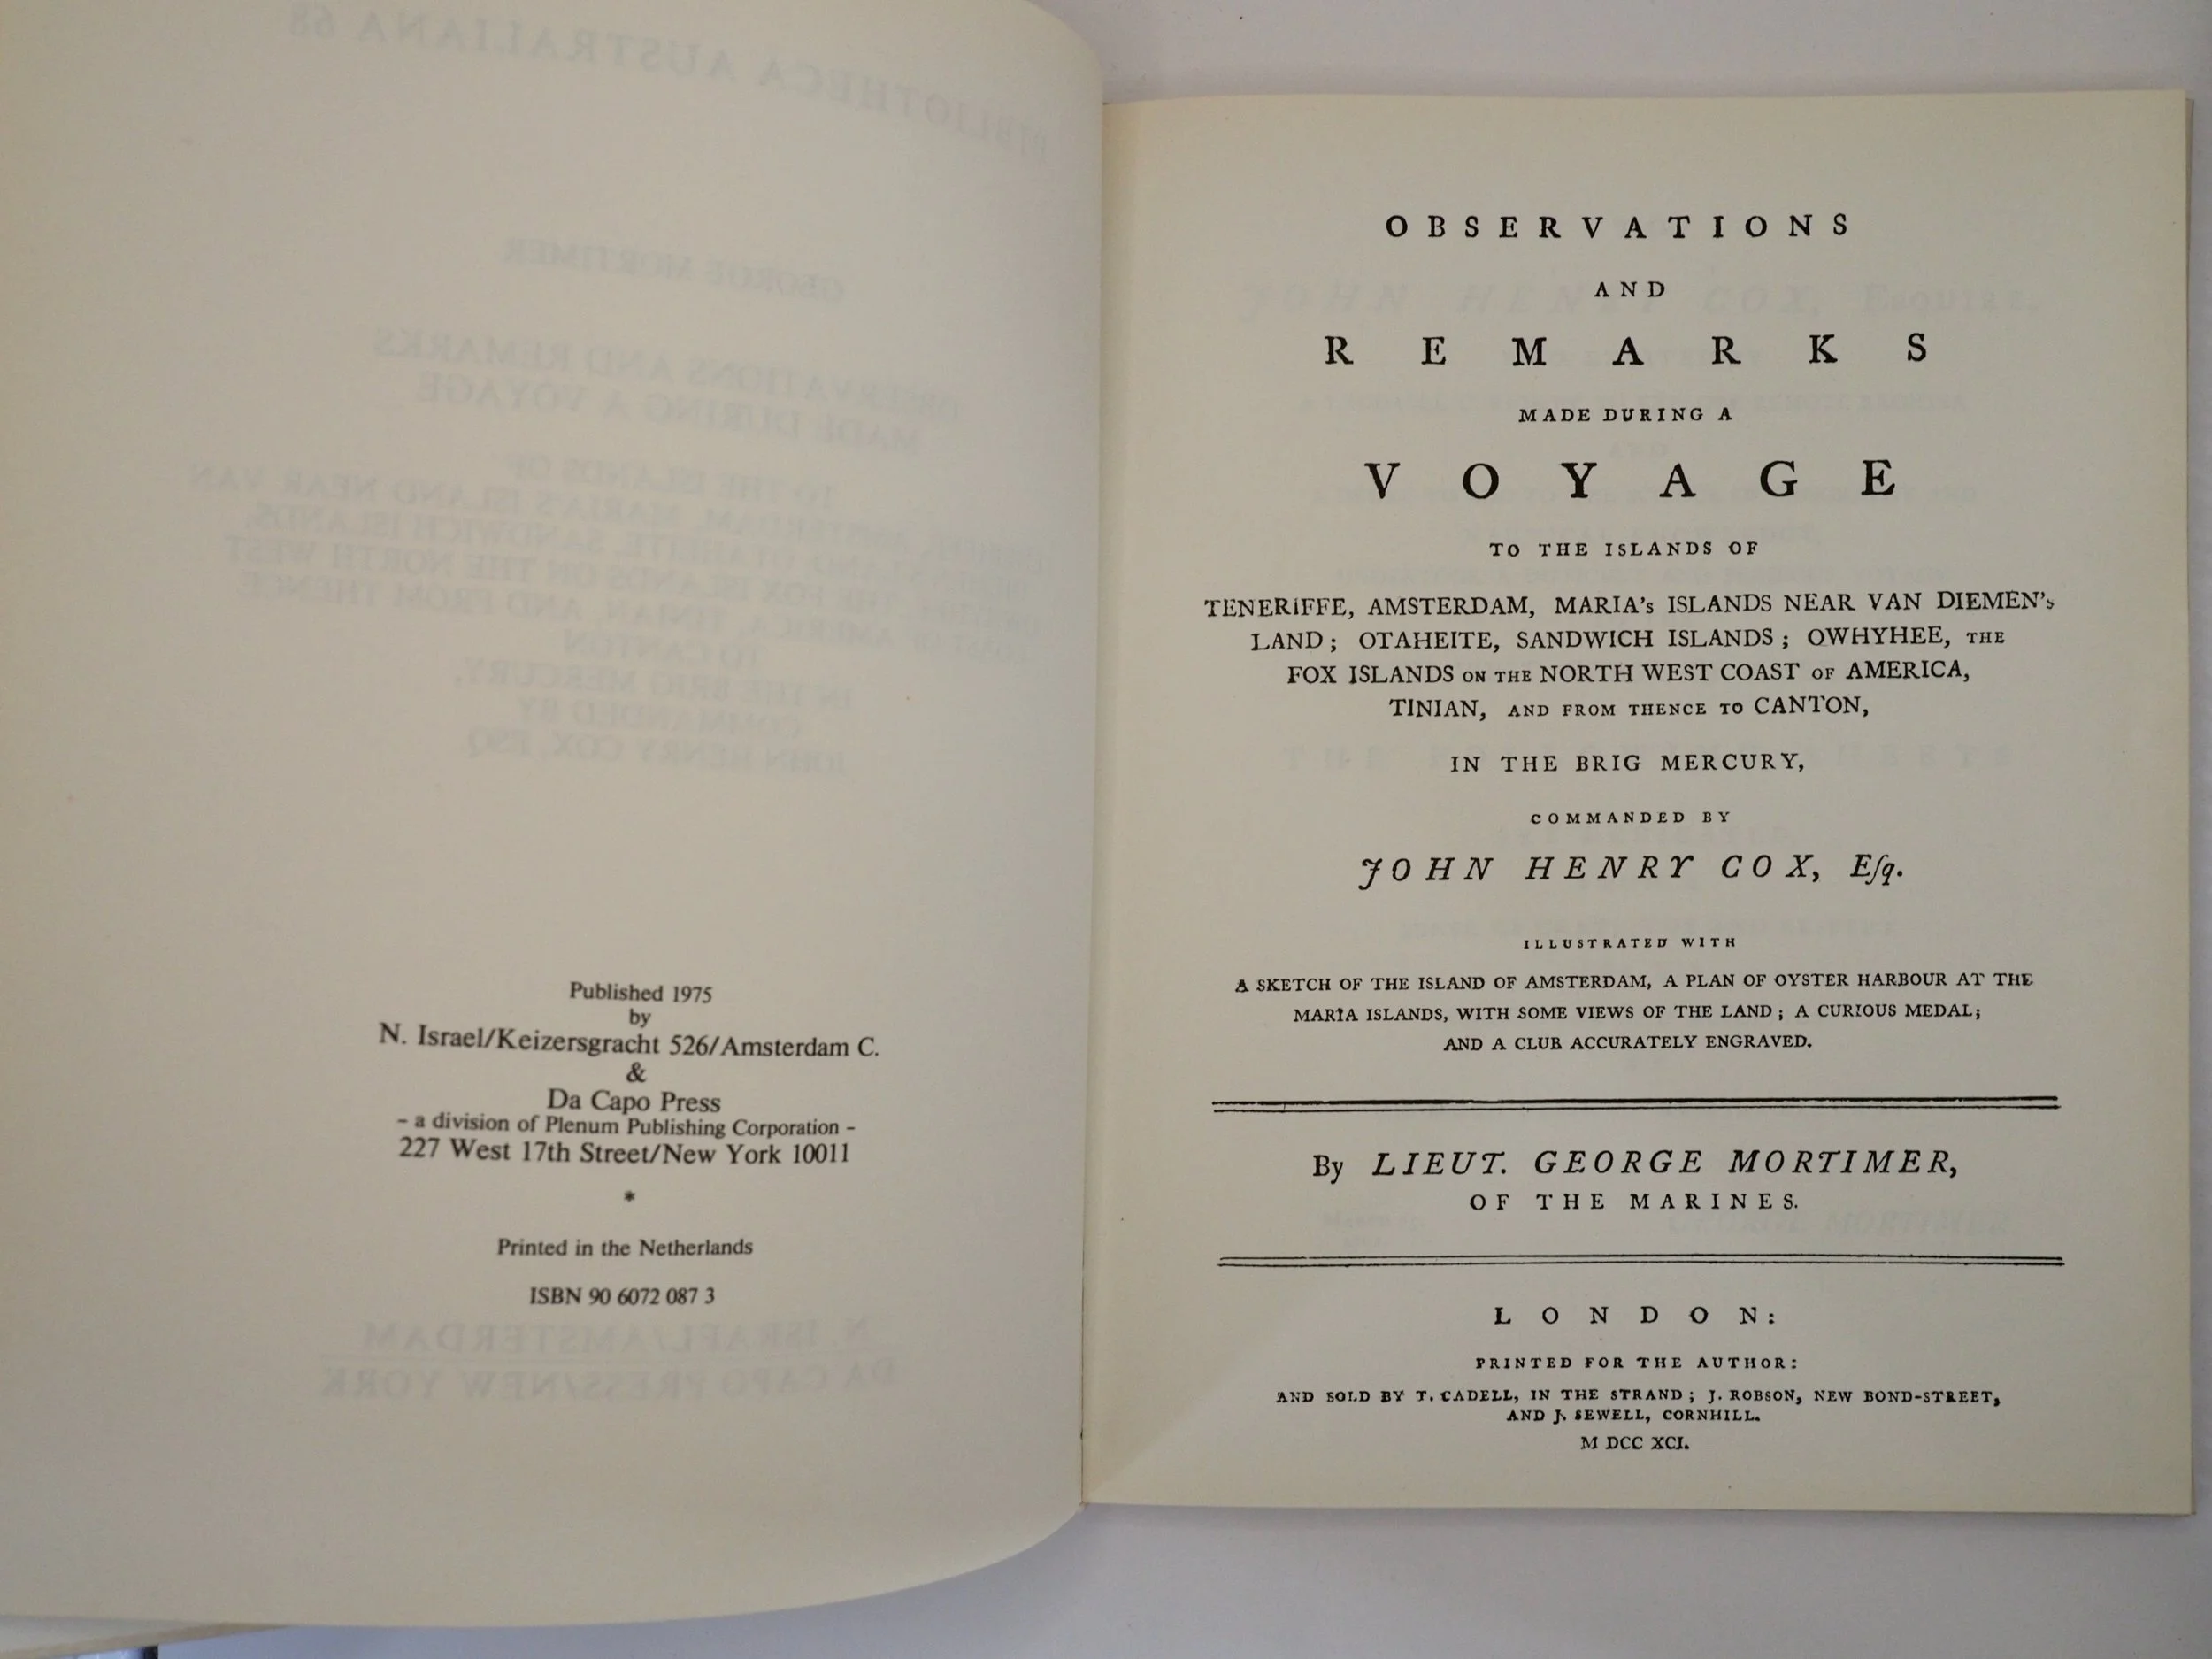 Published 1975
by
N. Israel/Keizersgracht 526/Amsterdam C.
&
Da Capo Press
- a division of Plenum Publishing Corporation -
227 West 17th Street/New York 10011
*
Printed in the Netherlands
ISBN 90 6072 087 3
OBSERVATIONS
AND
REMARKS
MADE DURING A
VOYAGE
TO THE ISLANDS OF
TENERIFFE, AMSTERDAM, MARIA's ISLANDS NEAR VAN DIEMEN's
LAND; OTAHEITE, SANDWICH ISLANDS; OWHYHEE, THE
FOX ISLANDS ON THE NORTH WEST COAST OF AMERICA,
TINIAN, AND FROM THENCE TO CANTON,
IN THE BRIG MERCURY,
COMMANDED BY
JOHN HENRY COX, Eſq.
ILLUSTRATED WITH
A SKETCH OF THE ISLAND OF AMSTERDAM, A PLAN OF OYSTER HARBOUR AT THE
MARIA ISLANDS, WITH SOME VIEWS OF THE LAND; A CURIOUS MEDAL;
AND A CLUB ACCURATELY ENGRAVED.
By LIEUT. GEORGE MORTIMER,
OF THE MARINES.
LONDON:
PRINTED FOR THE AUTHOR:
AND SOLD BY T. CADELL, IN THE STRAND; J. ROBSON, NEW BOND-STREET,
AND J. SEWELL, CORNHILL.
M DCC XCI.